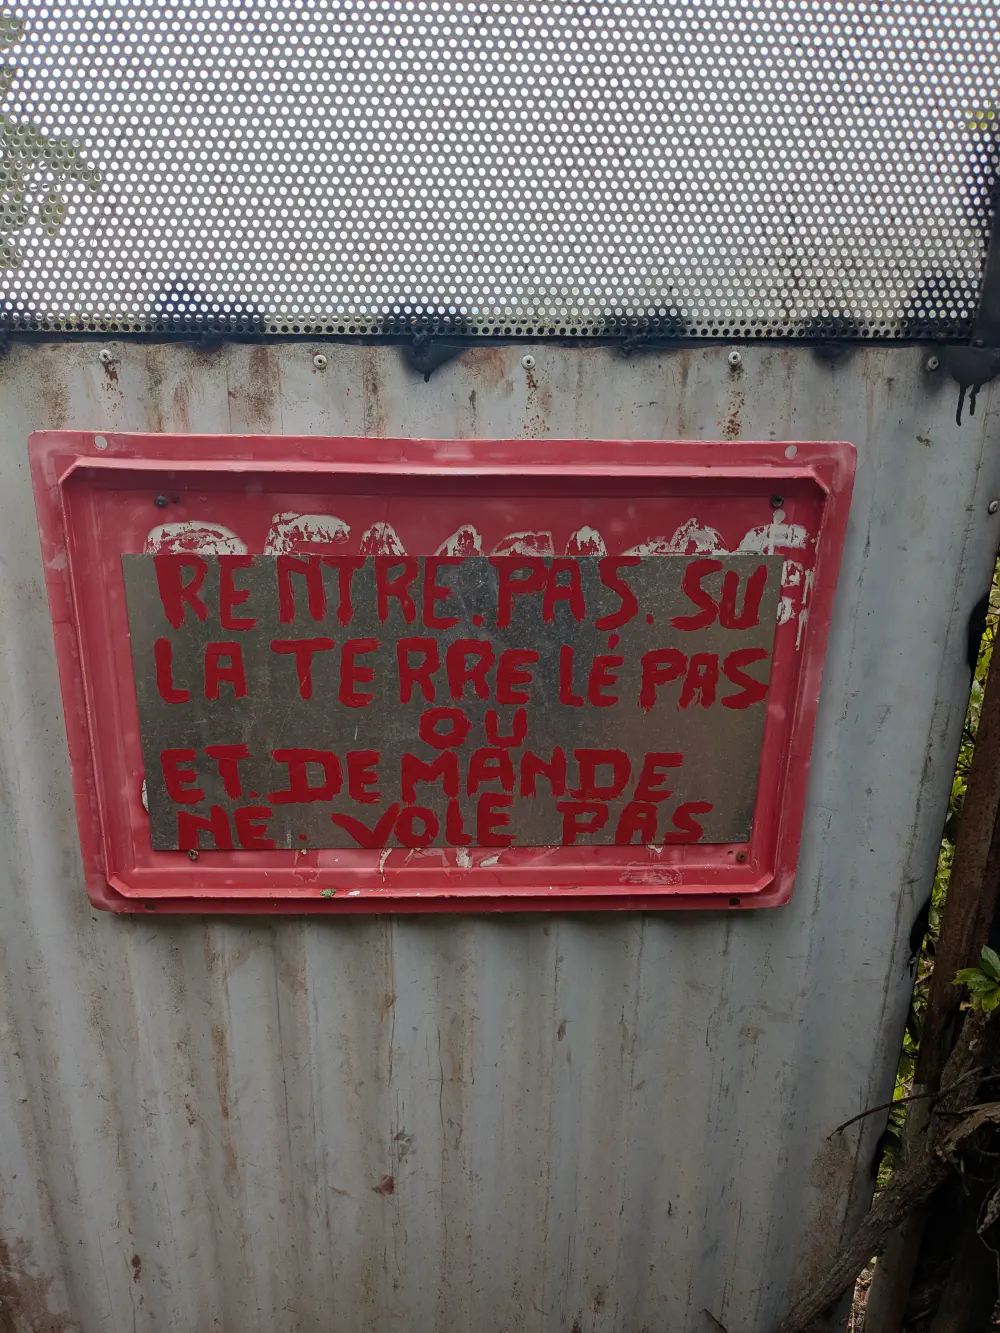 RENTRE.PAS.SU
LA TERRE LÉ PAS
OU
ET.DEMANDE
NE.VOLE PAS